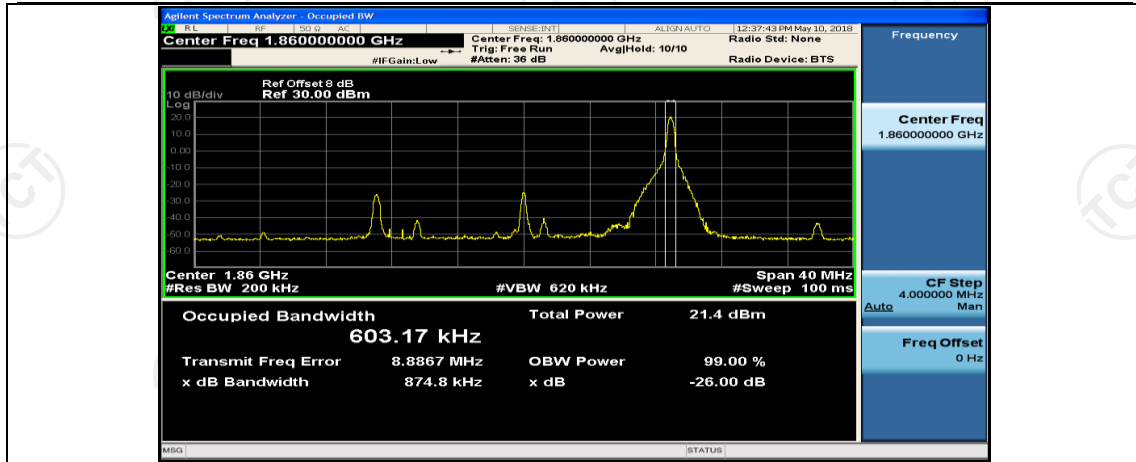 Agilent Spectrum Analyzer - Occupied BW
LXI RL RF 50 Ω AC SENSE:INT ALIGN AUTO 12:37:43 PM May 10, 2018
Center Freq 1.860000000 GHz
Center Freq: 1.860000000 GHz
Radio Std: None
Trig: Free Run Avg|Hold: 10/10
#IFGain:Low
#Atten: 36 dB
Radio Device: BTS
Ref Offset 8 dB
10 dB/div Ref 30.00 dBm
Log
20.0
10.0
0.00
-10.0
-20.0
-30.0
-40.0
-50.0
-60.0
Center 1.86 GHz Span 40 MHz
#Res BW 200 kHz #VBW 620 kHz #Sweep 100 ms
Occupied Bandwidth Total Power 21.4 dBm
603.17 kHz
Transmit Freq Error 8.8867 MHz OBW Power 99.00 %
x dB Bandwidth 874.8 kHz x dB -26.00 dB
MSG STATUS
Frequency
Center Freq
1.860000000 GHz
CF Step
4.000000 MHz
Auto Man
Freq Offset
0 Hz
TCT